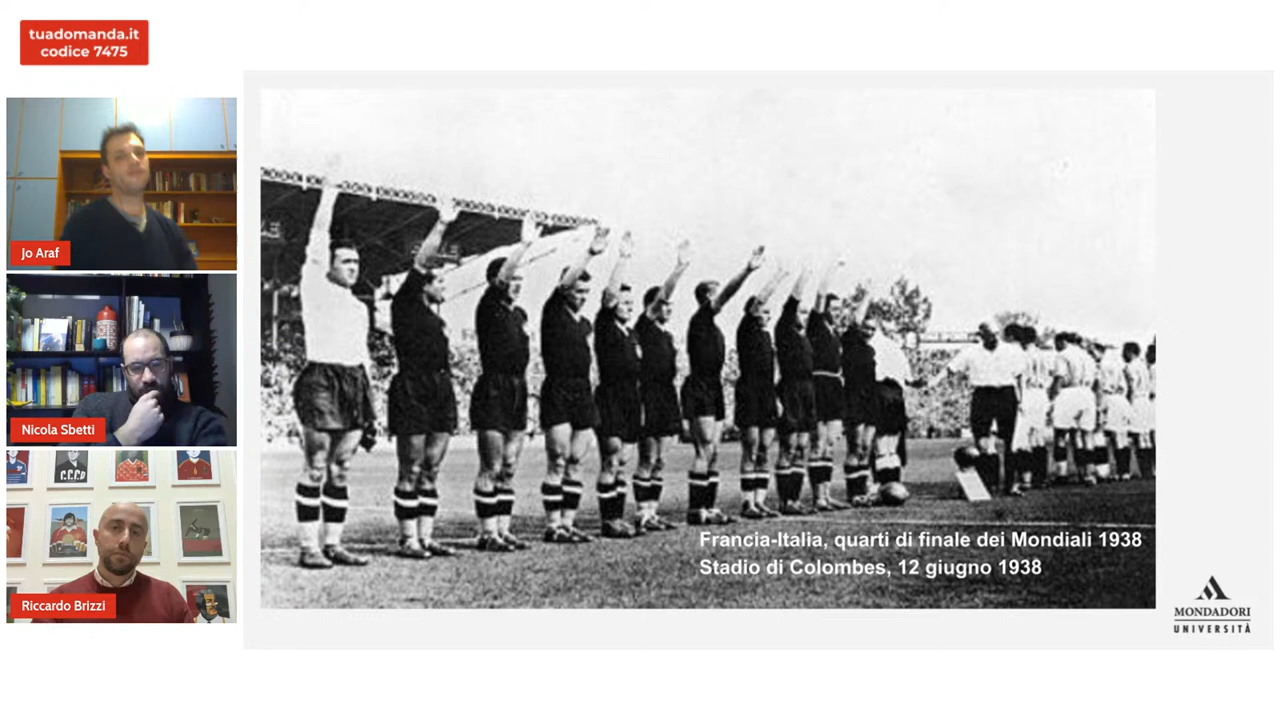 tuadomanda.it
codice 7475
Jo Araf
C.C.C.P
Nicola Sbetti
Riccardo Brizzi
Francia-Italia, quarti di finale dei Mondiali 1938
Stadio di Colombes, 12 giugno 1938
MONDADORI
UNIVERSITÀ